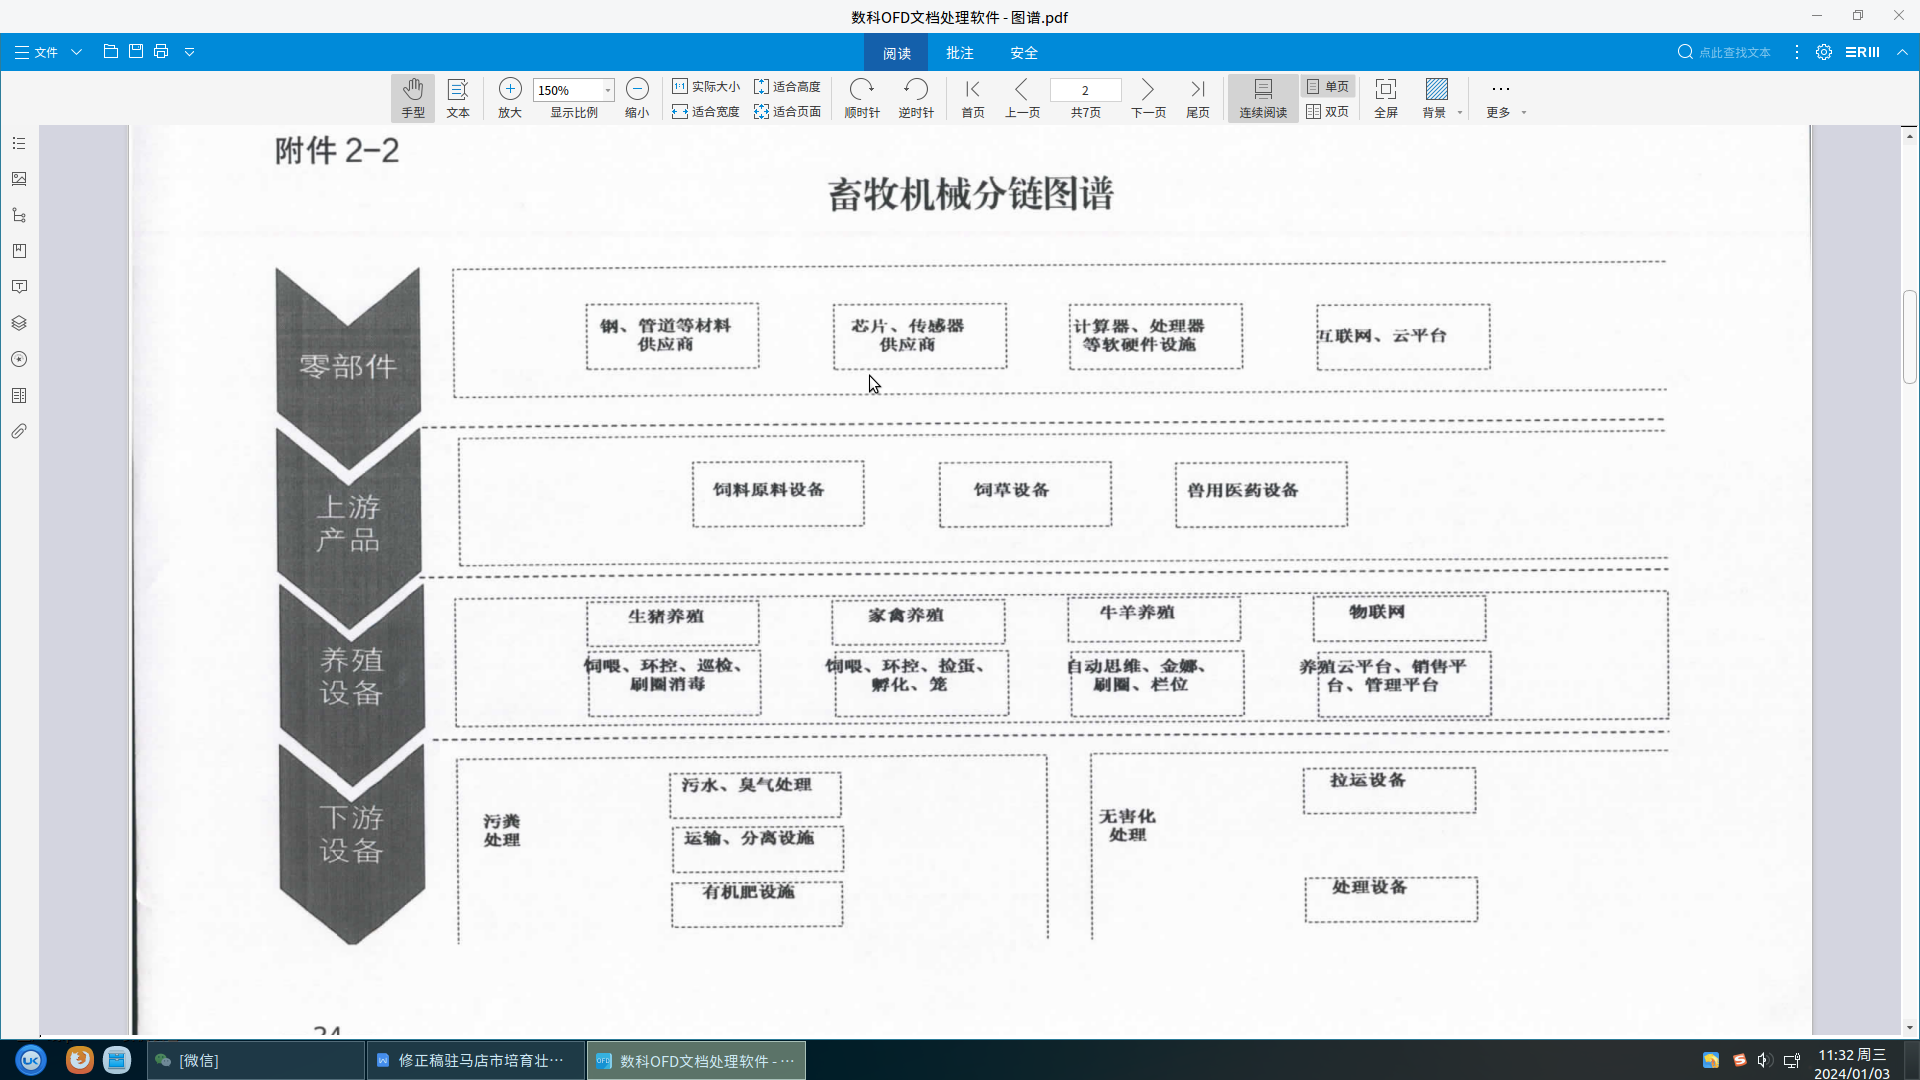 数科OFD文档处理软件 - 图谱.pdf
文件
阅读
批注
安全
点此查找文本
手型
文本
放大
150%
显示比例
缩小
实际大小
适合宽度
适合高度
适合页面
顺时针
逆时针
首页
上一页
2
共7页
下一页
尾页
连续阅读
单页
双页
全屏
背景
更多
附件 2-2
畜牧机械分链图谱
零部件
钢、管道等材料
供应商
芯片、传感器
供应商
计算器、处理器
等软硬件设施
互联网、云平台
上游
产品
饲料原料设备
饲草设备
兽用医药设备
养殖
设备
生猪养殖
家禽养殖
牛羊养殖
物联网
饲喂、环控、巡检、
刷圈消毒
饲喂、环控、捡蛋、
孵化、笼
自动思维、金娜、
刷圈、栏位
养殖云平台、销售平
台、管理平台
下游
设备
污粪
处理
污水、臭气处理
运输、分离设施
有机肥设施
无害化
处理
拉运设备
处理设备
[微信]
修正稿驻马店市培育壮···
数科OFD文档处理软件 - ···
11:32 周三
2024/01/03